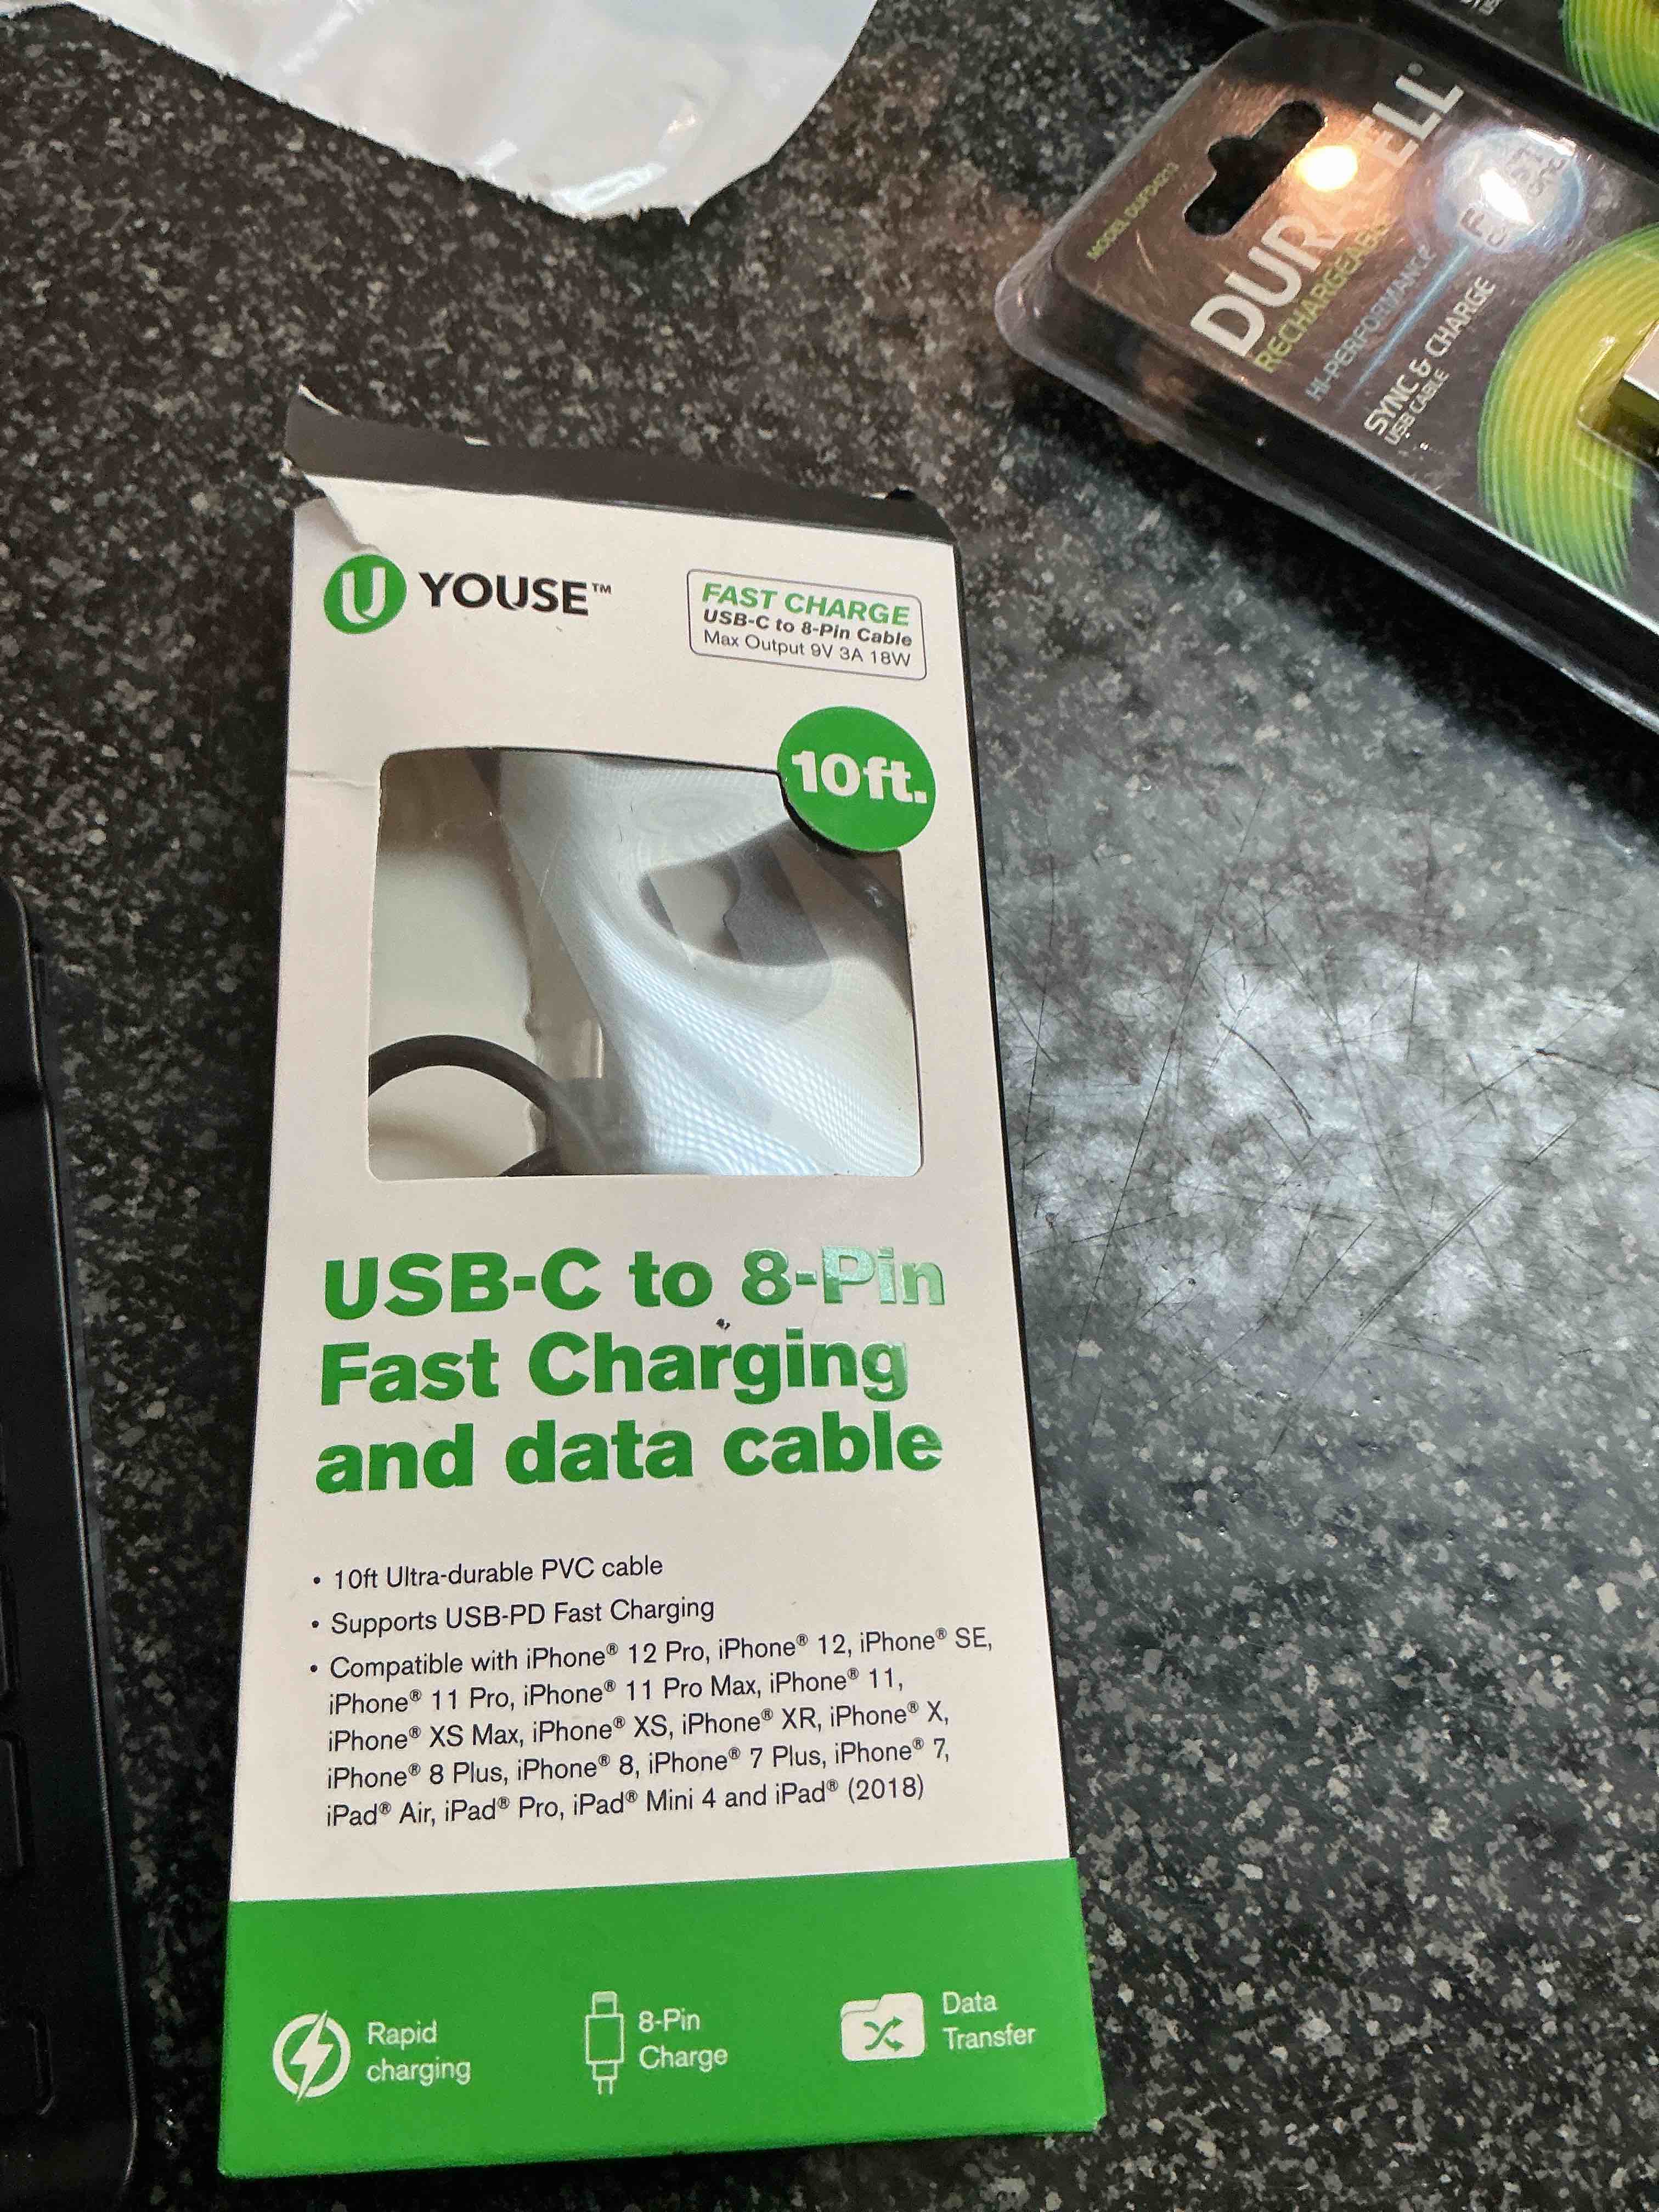 U YOUSE™
FAST CHARGE
USB-C to 8-Pin Cable
Max Output 9V 3A 18W
10ft.
USB-C to 8-Pin
Fast Charging
and data cable
• 10ft Ultra-durable PVC cable
• Supports USB-PD Fast Charging
• Compatible with iPhone® 12 Pro, iPhone® 12, iPhone® SE,
iPhone® 11 Pro, iPhone® 11 Pro Max, iPhone® 11,
iPhone® XS Max, iPhone® XS, iPhone® XR, iPhone® X,
iPhone® 8 Plus, iPhone® 8, iPhone® 7 Plus, iPhone® 7,
iPad® Air, iPad® Pro, iPad® Mini 4 and iPad® (2018)
Rapid
charging
8-Pin
Charge
Data
Transfer
MODEL
DURACELL
RECHARGEABLE
HI-PERFORMANCE
SYNC & CHARGE
USB CABLE